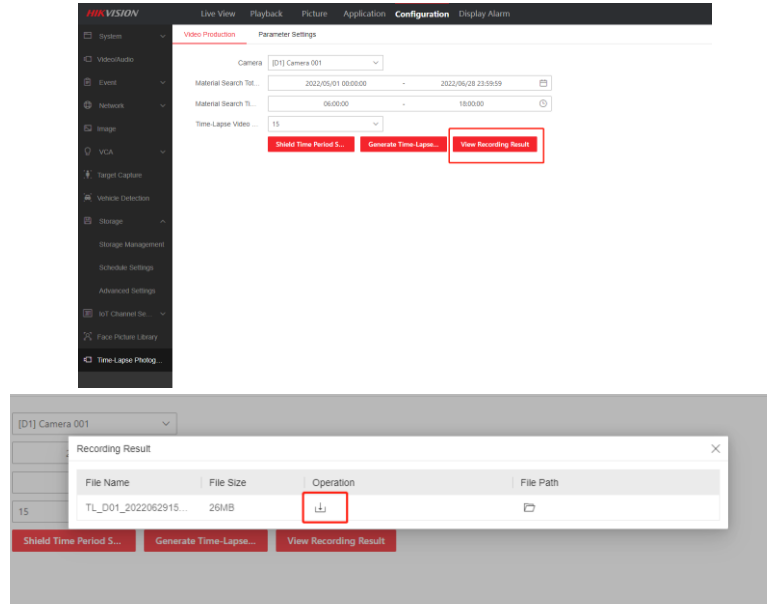 HIKVISION Live View Playback Picture Application Configuration Display Alarm
System Video Production Parameter Settings
Video/Audio Camera [D1] Camera 001
Event Material Search Tot... 2022/05/01 00:00:00 - 2022/06/28 23:59:59
Network Material Search Ti... 06:00:00 - 18:00:00
Image Time-Lapse Video ... 15
Shield Time Period S... Generate Time-Lapse... View Recording Result
VCA
Target Capture
Vehicle Detection
Storage
Storage Management
Schedule Settings
Advanced Settings
IoT Channel Se...
Face Picture Library
Time-Lapse Photog...
[D1] Camera 001
Recording Result
File Name File Size Operation File Path
TL_D01_2022062915... 26MB
15
Shield Time Period S... Generate Time-Lapse... View Recording Result